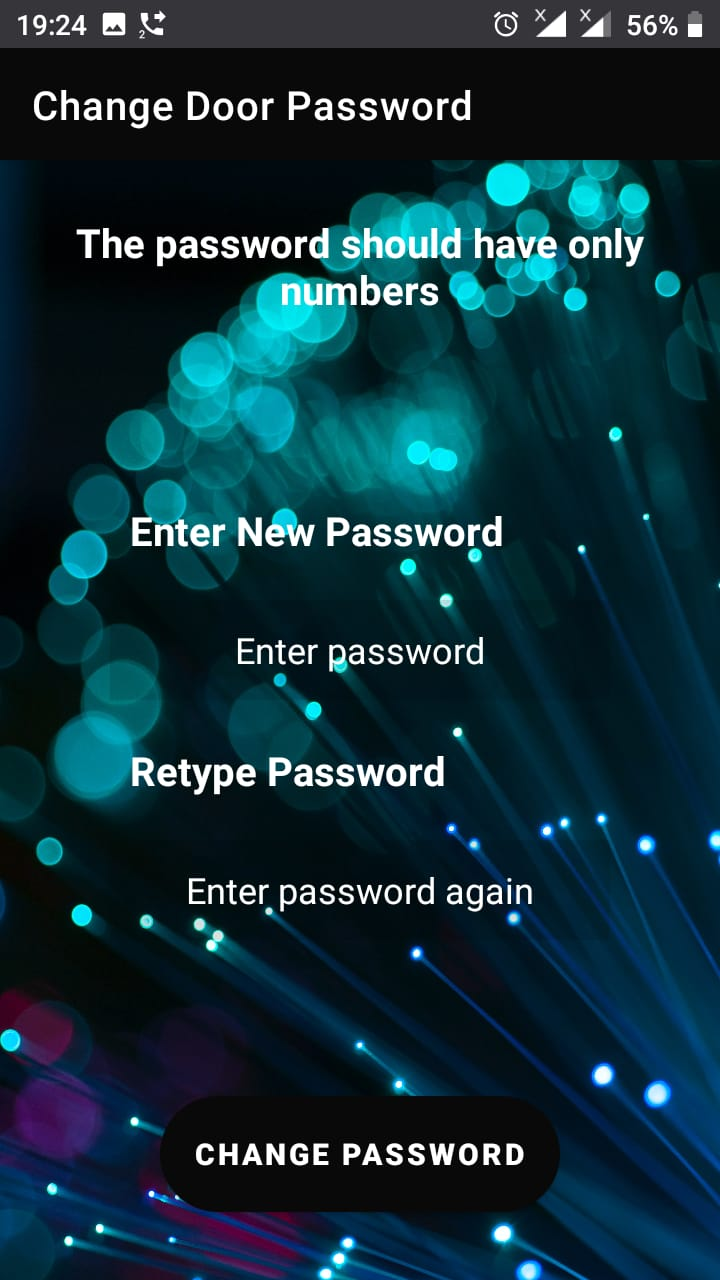 19:24
2
X X 56%
Change Door Password
The password should have only
numbers
Enter New Password
Enter password
Retype Password
Enter password again
CHANGE PASSWORD